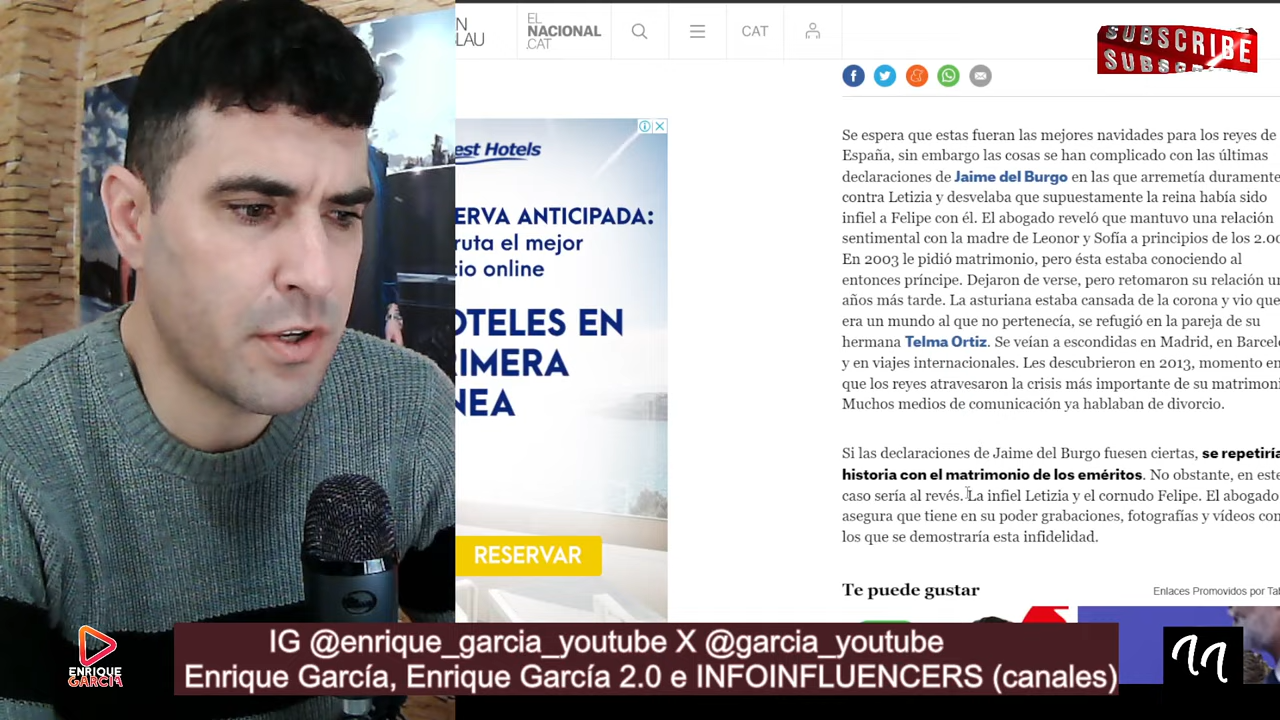 N
LAU
EL
NACIONAL
.CAT
CAT
SUBSCRIBE
est Hotels
ERVA ANTICIPADA:
ruta el mejor
cio online
OTELES EN
RIMERA
NEA
RESERVAR
Se espera que estas fueran las mejores navidades para los reyes de
España, sin embargo las cosas se han complicado con las últimas
declaraciones de Jaime del Burgo en las que arremetía duramente
contra Letizia y desvelaba que supuestamente la reina había sido
infiel a Felipe con él. El abogado reveló que mantuvo una relación
sentimental con la madre de Leonor y Sofía a principios de los 2.00
En 2003 le pidió matrimonio, pero ésta estaba conociendo al
entonces príncipe. Dejaron de verse, pero retomaron su relación un
años más tarde. La asturiana estaba cansada de la corona y vio que
era un mundo al que no pertenecía, se refugió en la pareja de su
hermana Telma Ortiz. Se veían a escondidas en Madrid, en Barcel
y en viajes internacionales. Les descubrieron en 2013, momento en
que los reyes atravesaron la crisis más importante de su matrimon
Muchos medios de comunicación ya hablaban de divorcio.
Si las declaraciones de Jaime del Burgo fuesen ciertas, se repetiría
historia con el matrimonio de los eméritos. No obstante, en este
caso sería al revés. La infiel Letizia y el cornudo Felipe. El abogado
asegura que tiene en su poder grabaciones, fotografías y vídeos con
los que se demostraría esta infidelidad.
Te puede gustar
Enlaces Promovidos por Ta
IG @enrique_garcia_youtube X @garcia_youtube
Enrique García, Enrique García 2.0 e INFOINFLUENCERS (canales)
ENRIQUE
GARCÍA